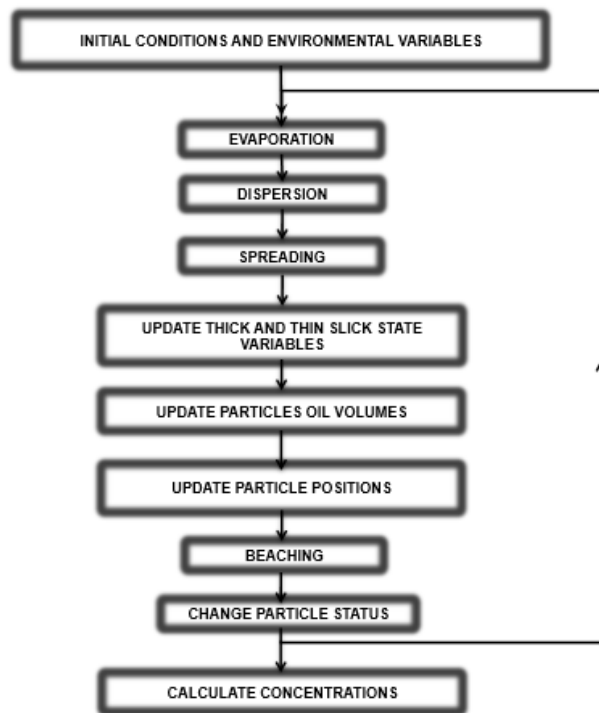 INITIAL CONDITIONS AND ENVIRONMENTAL VARIABLES
EVAPORATION
DISPERSION
SPREADING
UPDATE THICK AND THIN SLICK STATE
VARIABLES
UPDATE PARTICLES OIL VOLUMES
UPDATE PARTICLE POSITIONS
BEACHING
CHANGE PARTICLE STATUS
CALCULATE CONCENTRATIONS